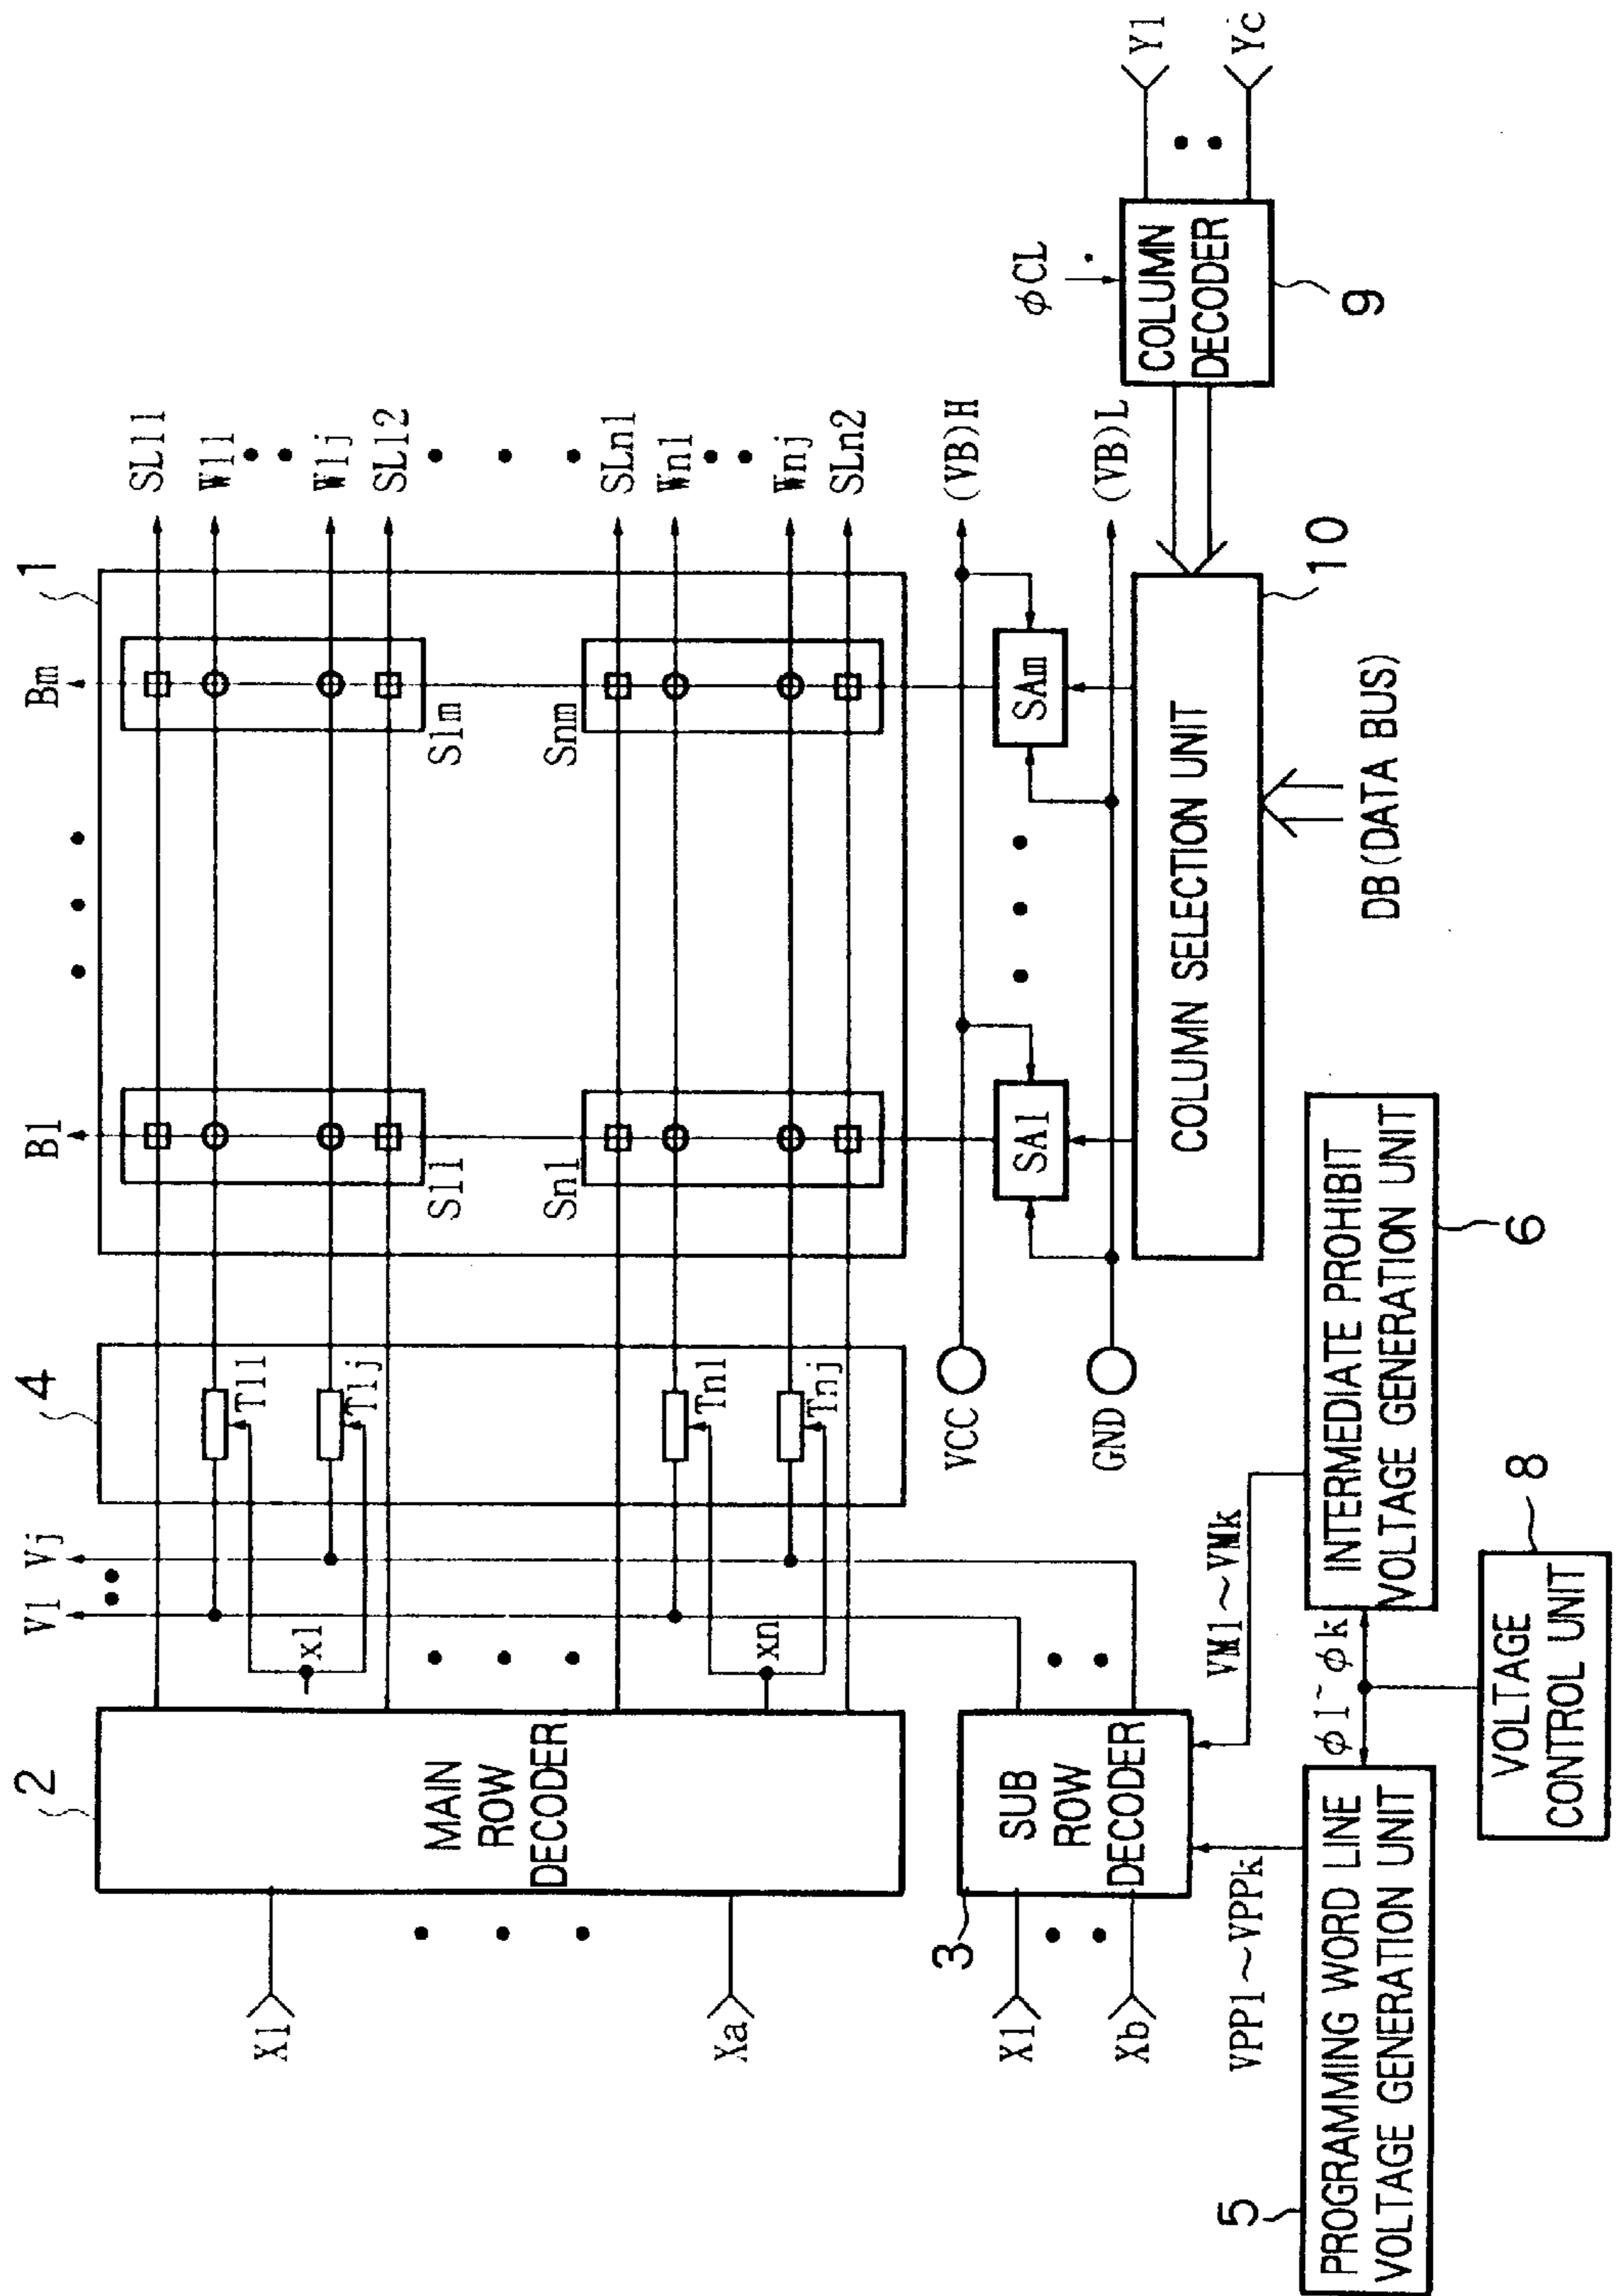 2
4
1
V1
Vj
B1
Bm
X1
Xa
MAIN
ROW
DECODER
x1
xn
T11
T1j
Tn1
Tnj
S11
Sn1
S1m
Snm
SL11
W11
W1j
SL12
SLn1
Wn1
Wnj
SLn2
3
X1
Xb
SUB
ROW
DECODER
VCC
GND
SA1
SAm
(VB)H
(VB)L
COLUMN SELECTION UNIT
10
DB(DATA BUS)
φCL
COLUMN
DECODER
9
Y1
Yc
VPP1~VPPk
VM1~VMk
5
PROGRAMING WORD LINE
VOLTAGE GENERATION UNIT
φ1~φk
INTERMEDIATE PROHIBIT
VOLTAGE GENERATION UNIT
6
VOLTAGE
CONTROL UNIT
8